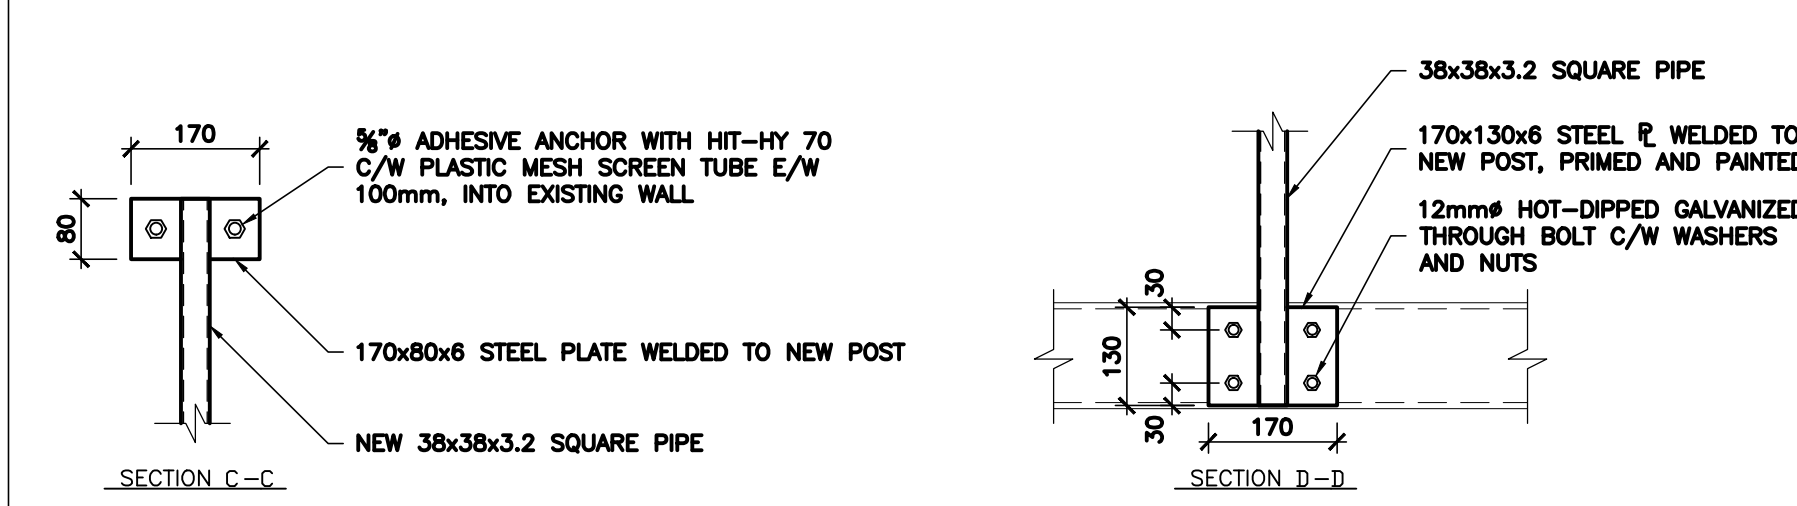 170
80
5/8"ø ADHESIVE ANCHOR WITH HIT-HY 70
C/W PLASTIC MESH SCREEN TUBE E/W
100mm, INTO EXISTING WALL
170x80x6 STEEL PLATE WELDED TO NEW POST
NEW 38x38x3.2 SQUARE PIPE
SECTION C-C
38x38x3.2 SQUARE PIPE
170x130x6 STEEL ⅊ WELDED TO
NEW POST, PRIMED AND PAINTED
12mmø HOT-DIPPED GALVANIZED
THROUGH BOLT C/W WASHERS
AND NUTS
30
130
30
170
SECTION D-D